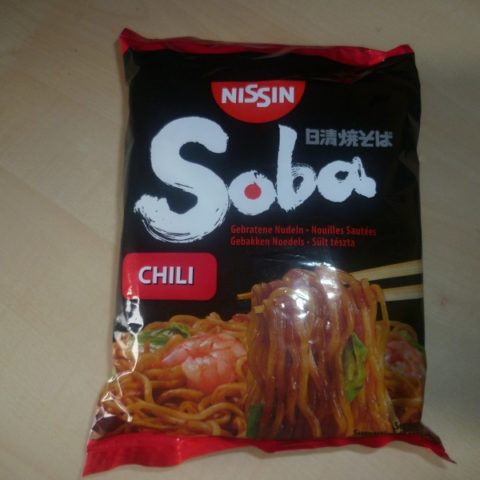 NISSIN
日清焼そば
Soba
Gebratene Nudeln - Nouilles Sautées
Gebakken Noedels - Sült tészta
CHILI